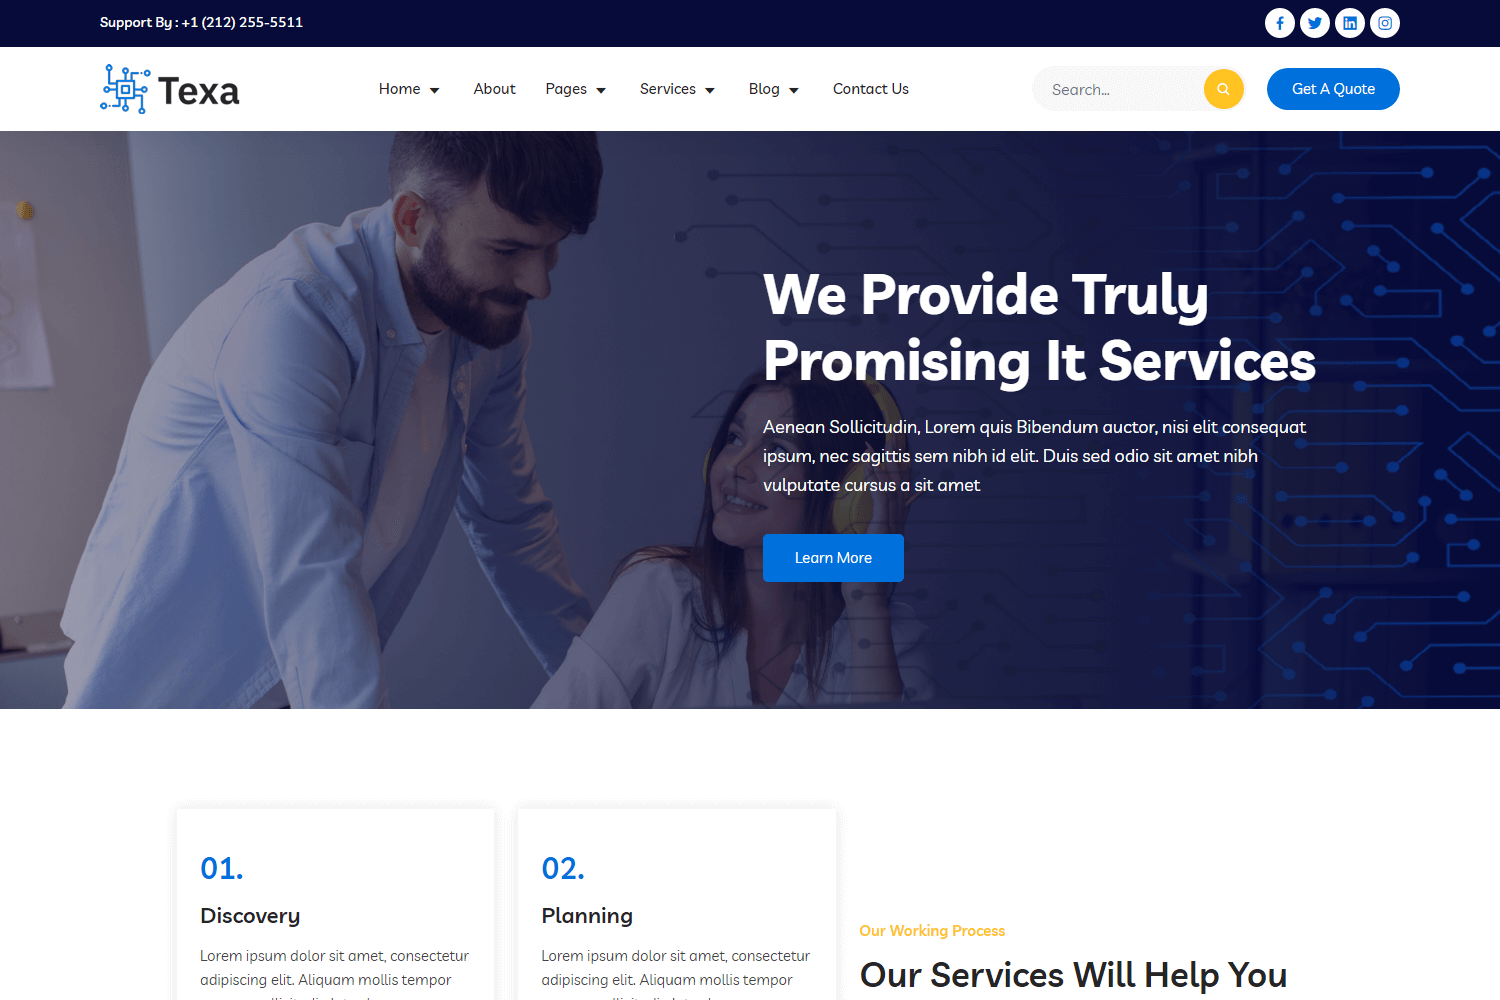 Support By : +1 (212) 255-5511
Texa
Home
About
Pages
Services
Blog
Contact Us
Search...
Get A Quote
We Provide Truly
Promising It Services
Aenean Sollicitudin, Lorem quis Bibendum auctor, nisi elit consequat
ipsum, nec sagittis sem nibh id elit. Duis sed odio sit amet nibh
vulputate cursus a sit amet
Learn More
01.
Discovery
Lorem ipsum dolor sit amet, consectetur
adipiscing elit. Aliquam mollis tempor
02.
Planning
Lorem ipsum dolor sit amet, consectetur
adipiscing elit. Aliquam mollis tempor
Our Working Process
Our Services Will Help You